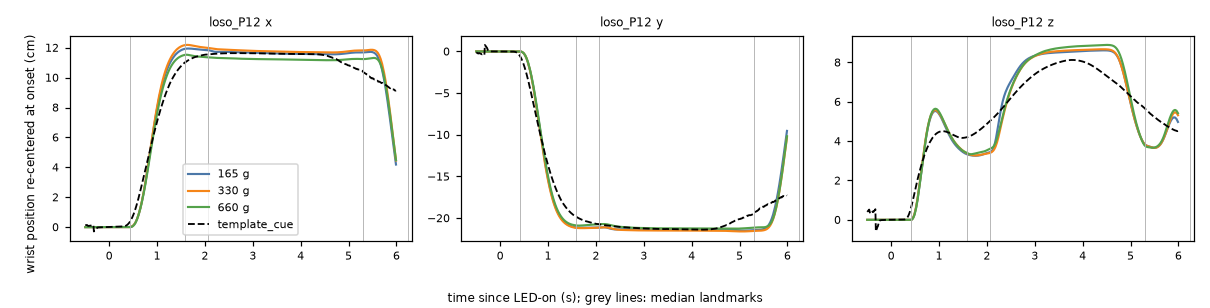 loso_P12 x
loso_P12 y
loso_P12 z
wrist position re-centered at onset (cm)
12
10
8
6
4
2
0
0
−5
−10
−15
−20
8
6
4
2
0
165 g
330 g
660 g
template_cue
0 1 2 3 4 5 6
0 1 2 3 4 5 6
0 1 2 3 4 5 6
time since LED-on (s); grey lines: median landmarks